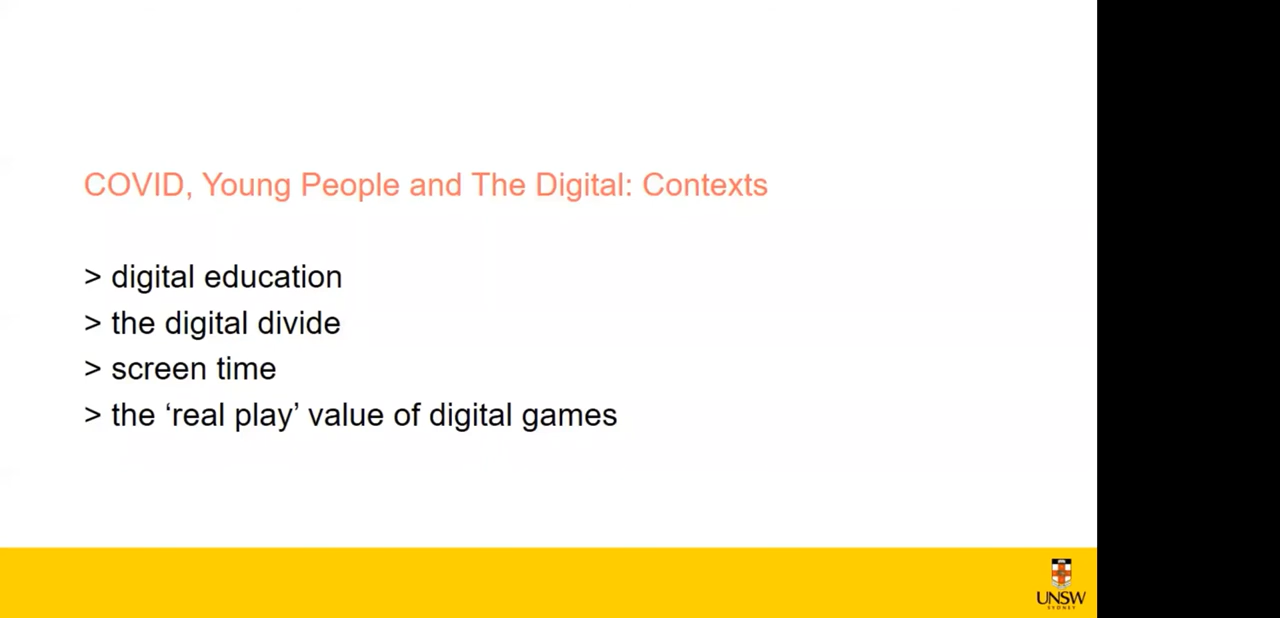 COVID, Young People and The Digital: Contexts
> digital education
> the digital divide
> screen time
> the ‘real play’ value of digital games
UNSW
SYDNEY